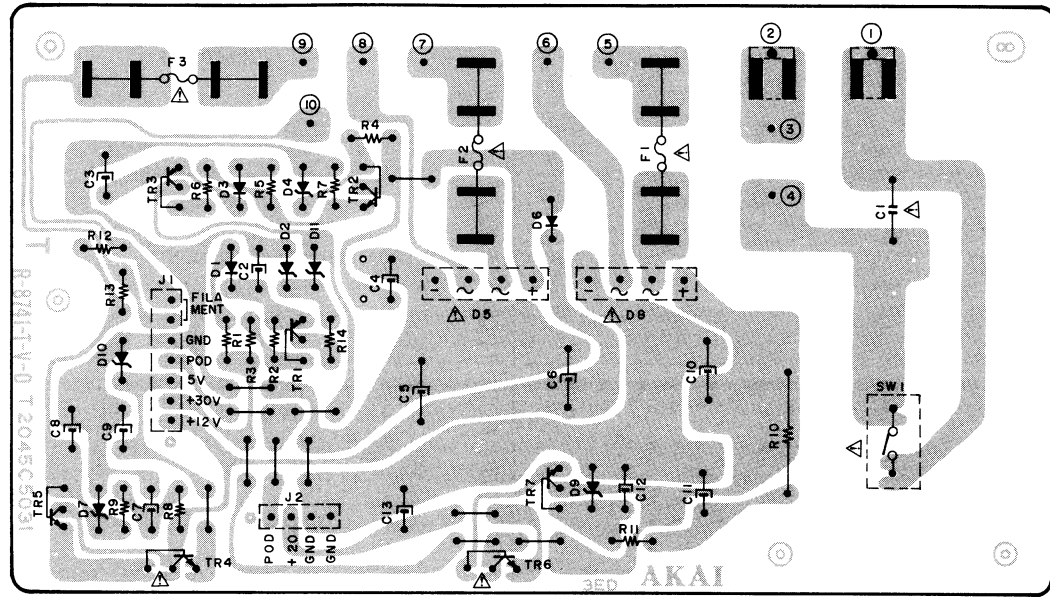 9 8 7 6 5 2 1
F3
10
3
4
R4
F2
F1
C3
TR3
R6
D3
R5
D4
R7
TR2
D6
C1
R12
D1
C2
D2
D11
C4
J1
R13
FILA
MENT
D5
D8
GND
D10
POD
5V
+30V
+12V
R1
R3
R2
TR1
R14
C5
C6
C10
SW1
C8
C9
R10
TR5
D7
R9
C7
R8
J2
C13
TR7
D9
C12
C11
R11
POD
+20
GND
GND
TR4
TR6
AKAI